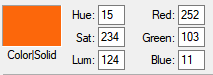 Hue: 15 Red: 252
Sat: 234 Green: 103
Color|Solid Lum: 124 Blue: 11